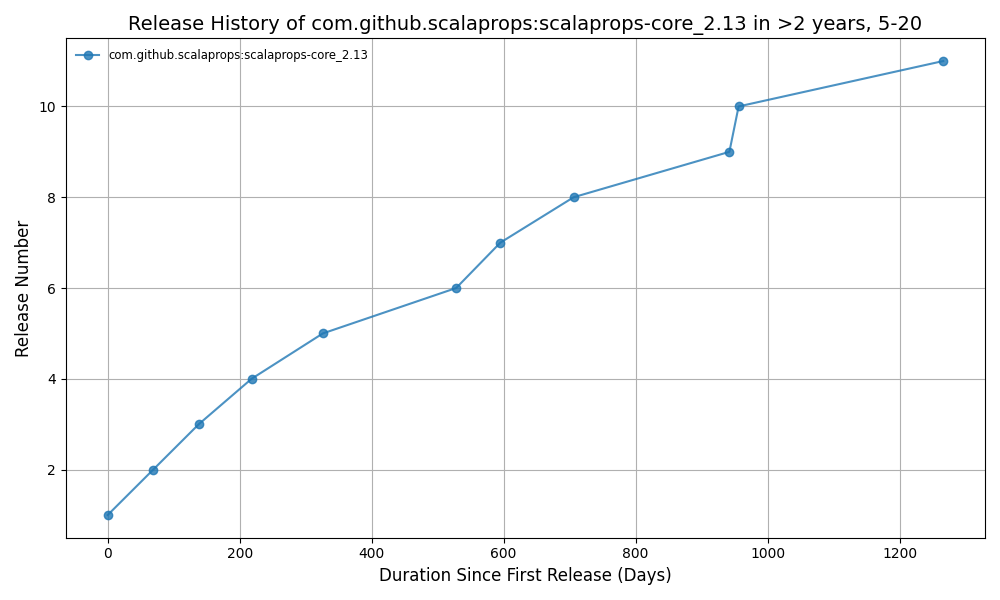 Release History of com.github.scalaprops:scalaprops-core_2.13 in >2 years, 5-20
com.github.scalaprops:scalaprops-core_2.13
Release Number
10
8
6
4
2
0 200 400 600 800 1000 1200
Duration Since First Release (Days)